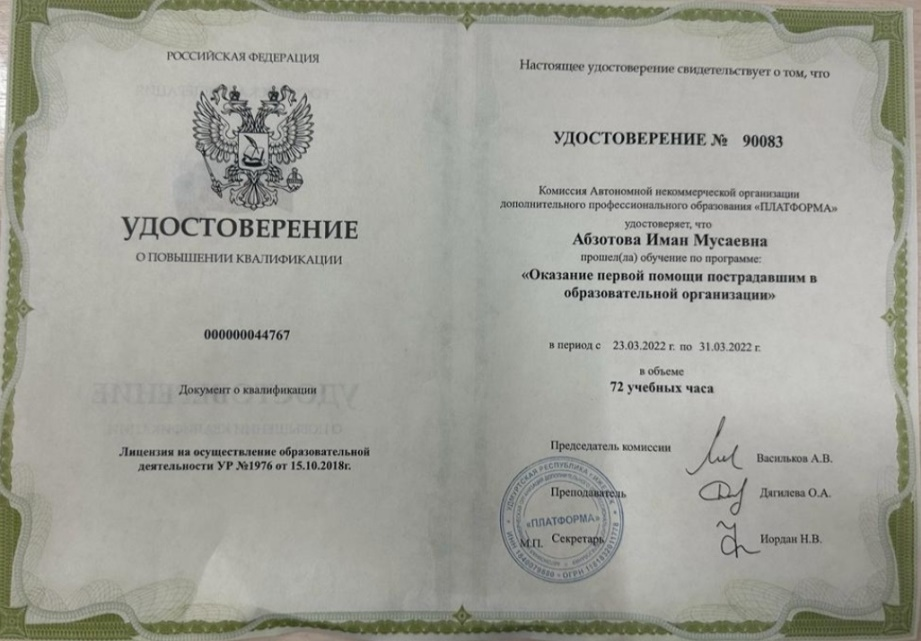 РОССИЙСКАЯ ФЕДЕРАЦИЯ
УДОСТОВЕРЕНИЕ
О ПОВЫШЕНИИ КВАЛИФИКАЦИИ
000000044767
Документ о квалификации
Лицензия на осуществление образовательной
деятельности УР №1976 от 15.10.2018г.
Настоящее удостоверение свидетельствует о том, что
УДОСТОВЕРЕНИЕ № 90083
Комиссия Автономной некоммерческой организации
дополнительного профессионального образования «ПЛАТФОРМА»
удостоверяет, что
Абзотова Иман Мусаевна
прошел(ла) обучение по программе:
«Оказание первой помощи пострадавшим в
образовательной организации»
в период с 23.03.2022 г. по 31.03.2022 г.
в объеме
72 учебных часа
Председатель комиссии Васильков А.В.
Преподаватель Дягилева О.А.
М.П. Секретарь Иордан Н.В.
УДМУРТСКАЯ РЕСПУБЛИКА
«ПЛАТФОРМА»
ИНН
ОГРН